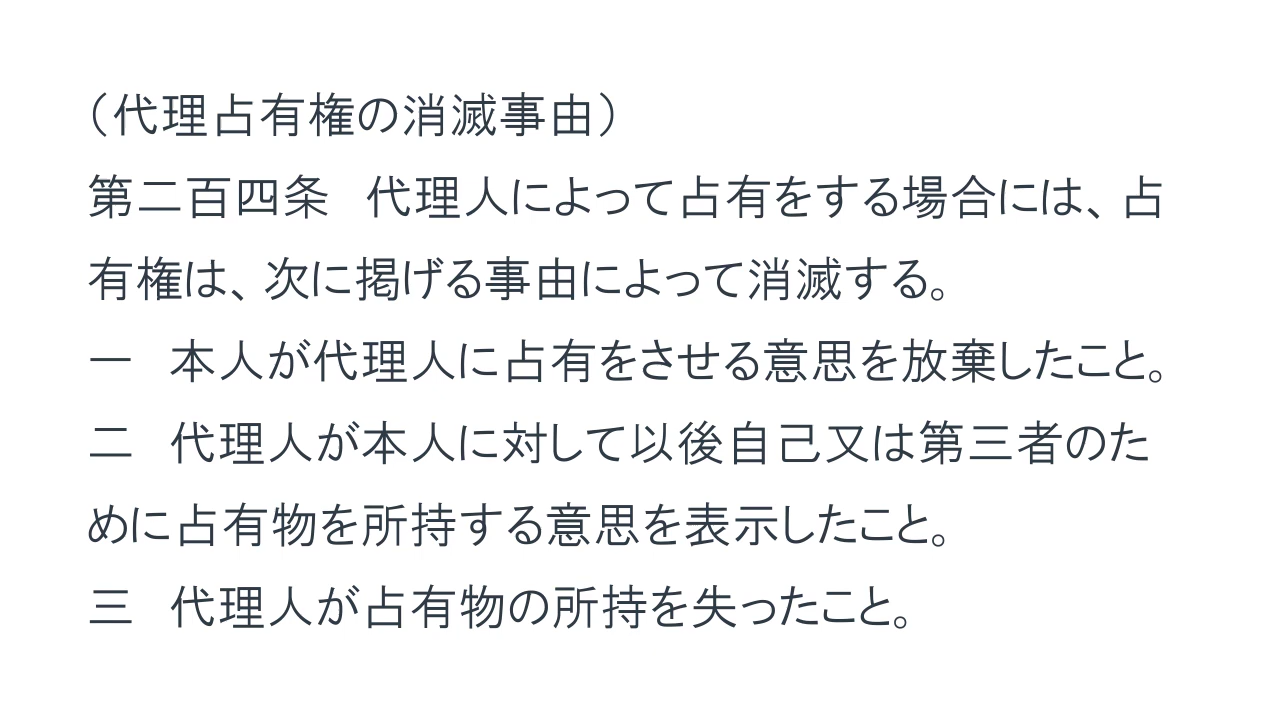 （代理占有権の消滅事由）
第二百四条　代理人によって占有をする場合には、占
有権は、次に掲げる事由によって消滅する。
一　本人が代理人に占有をさせる意思を放棄したこと。
二　代理人が本人に対して以後自己又は第三者のた
めに占有物を所持する意思を表示したこと。
三　代理人が占有物の所持を失ったこと。